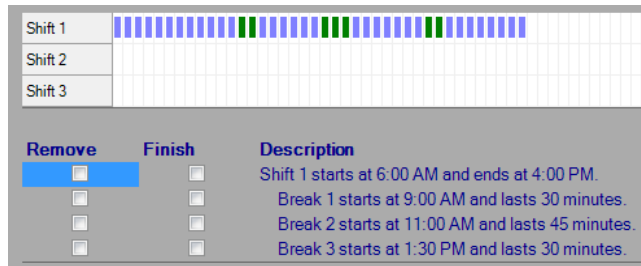 Shift 1
Shift 2
Shift 3
Remove Finish Description
Shift 1 starts at 6:00 AM and ends at 4:00 PM.
Break 1 starts at 9:00 AM and lasts 30 minutes.
Break 2 starts at 11:00 AM and lasts 45 minutes.
Break 3 starts at 1:30 PM and lasts 30 minutes.